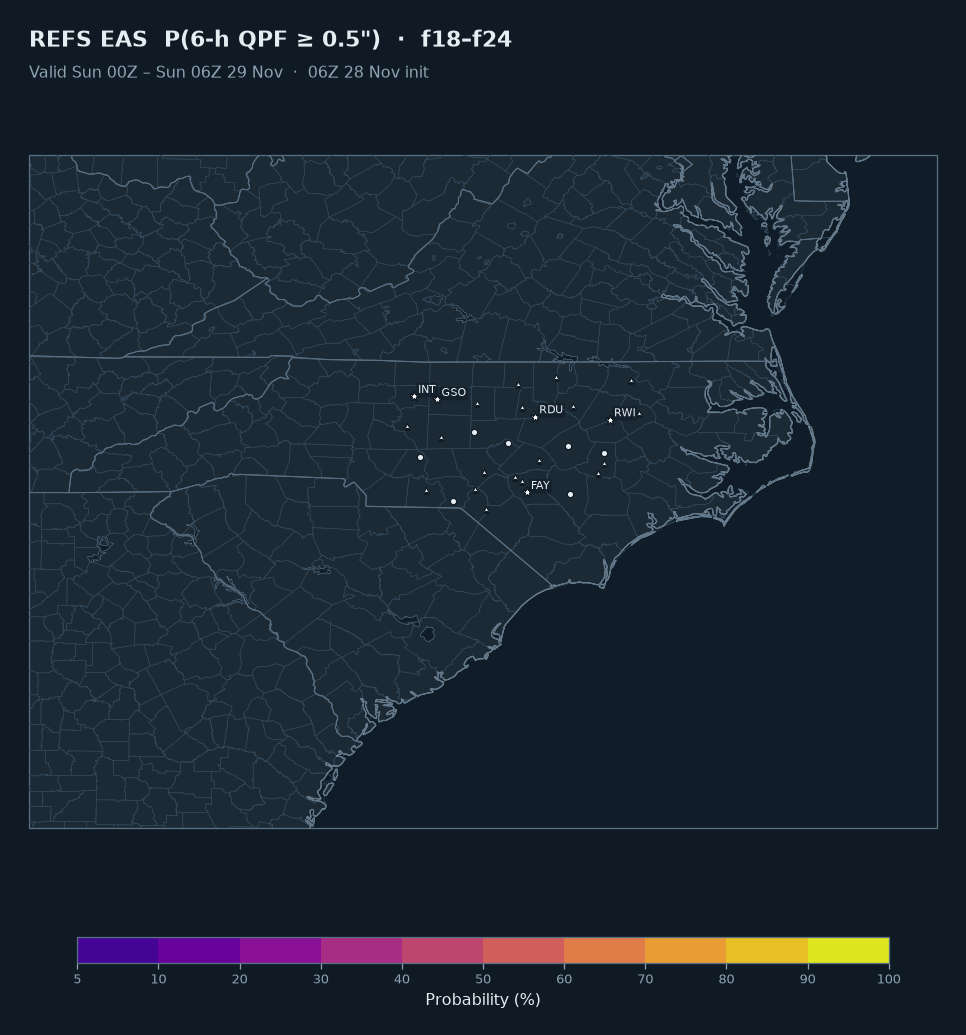 REFS EAS  P(6-h QPF ≥ 0.5")  ·  f18–f24
Valid Sun 00Z – Sun 06Z 29 Nov  ·  06Z 28 Nov init
INT
GSO
RDU
RWI
FAY
5 10 20 30 40 50 60 70 80 90 100
Probability (%)